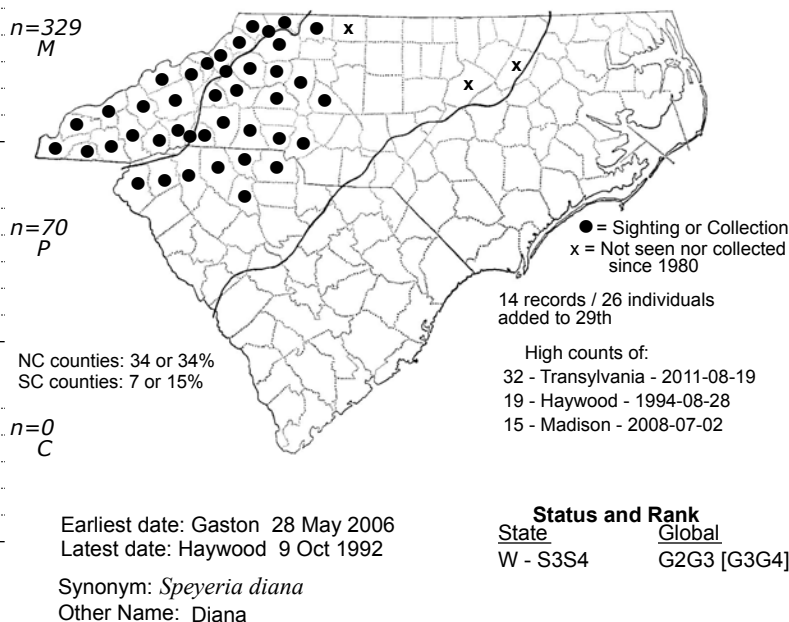 n=329
M
x
x
x
n=70
P
● = Sighting or Collection
x = Not seen nor collected
since 1980
14 records / 26 individuals
added to 29th
NC counties: 34 or 34%
SC counties: 7 or 15%
High counts of:
32 - Transylvania - 2011-08-19
19 - Haywood - 1994-08-28
15 - Madison - 2008-07-02
n=0
C
Earliest date: Gaston 28 May 2006
Latest date: Haywood 9 Oct 1992
Status and Rank
State Global
W - S3S4 G2G3 [G3G4]
Synonym: Speyeria diana
Other Name: Diana